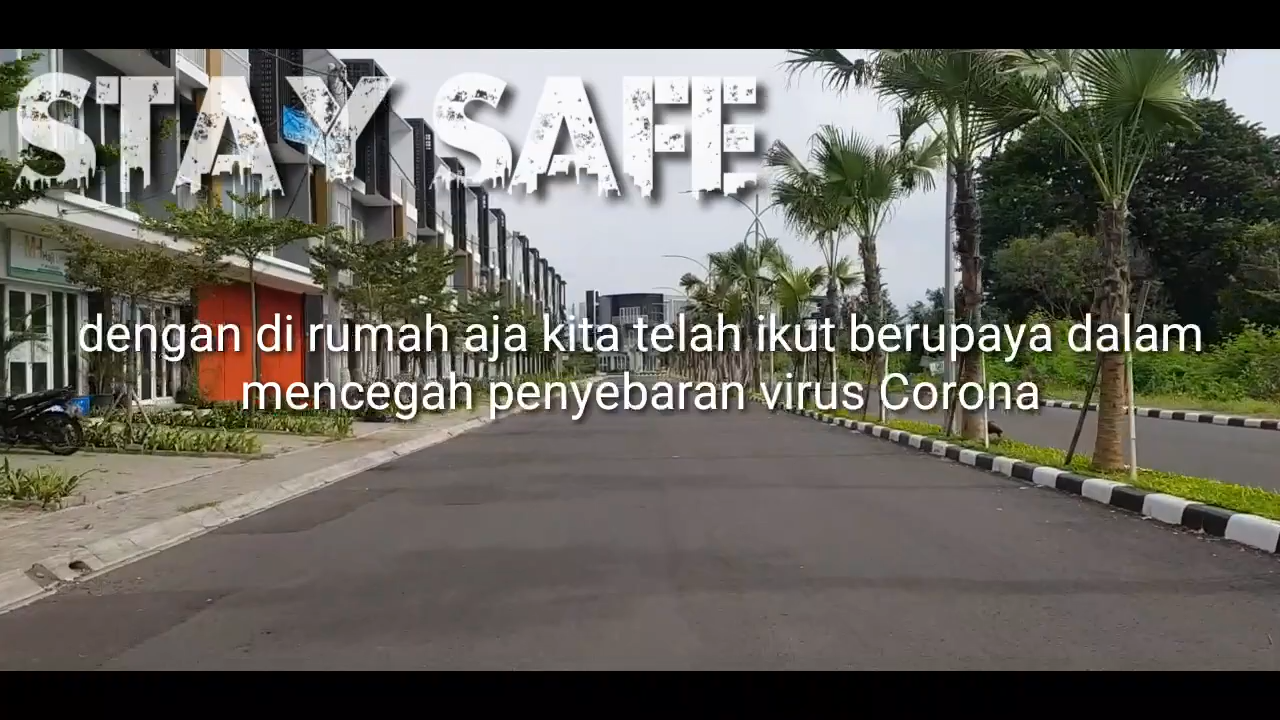 STAY SAFE
dengan di rumah aja kita telah ikut berupaya dalam
mencegah penyebaran virus Corona